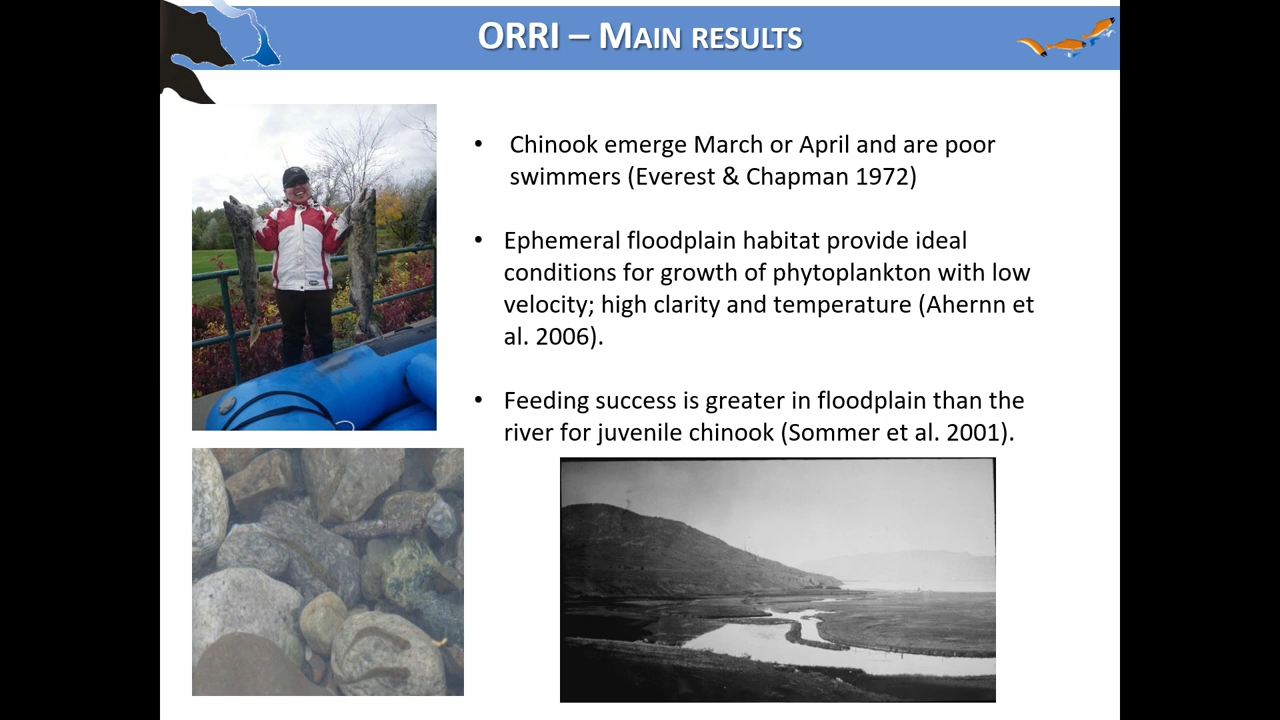 ORRI – MAIN RESULTS
• Chinook emerge March or April and are poor
swimmers (Everest & Chapman 1972)
• Ephemeral floodplain habitat provide ideal
conditions for growth of phytoplankton with low
velocity; high clarity and temperature (Ahernn et
al. 2006).
• Feeding success is greater in floodplain than the
river for juvenile chinook (Sommer et al. 2001).